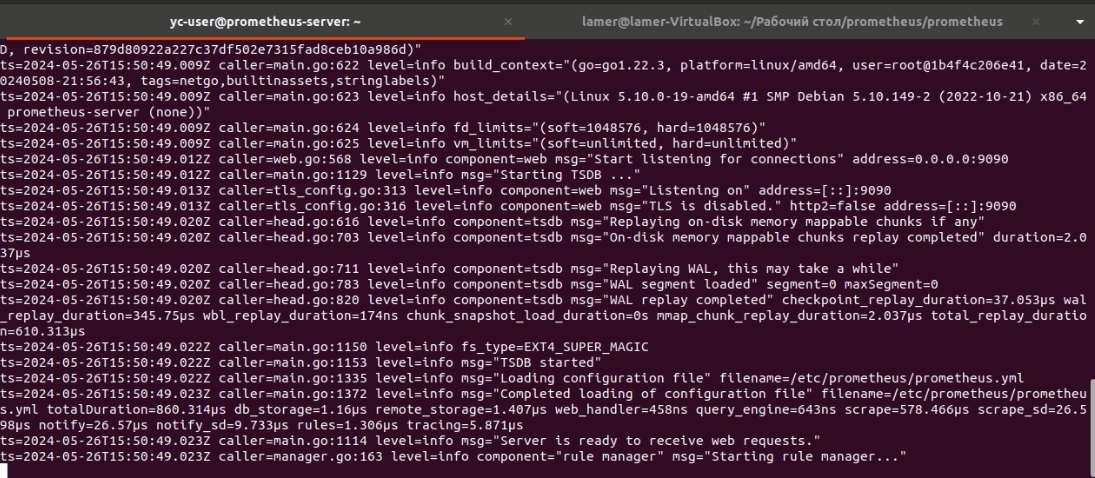 yc-user@prometheus-server: ~ × lamer@lamer-VirtualBox: ~/Рабочий стол/prometheus/prometheus ×
D, revision=879d80922a227c37df502e7315fad8ceb10a986d)"
ts=2024-05-26T15:50:49.009Z caller=main.go:622 level=info build_context="(go=go1.22.3, platform=linux/amd64, user=root@1b4f4c206e41, date=2
0240508-21:56:43, tags=netgo,builtinassets,stringlabels)"
ts=2024-05-26T15:50:49.009Z caller=main.go:623 level=info host_details="(Linux 5.10.0-19-amd64 #1 SMP Debian 5.10.149-2 (2022-10-21) x86_64
 prometheus-server (none))"
ts=2024-05-26T15:50:49.009Z caller=main.go:624 level=info fd_limits="(soft=1048576, hard=1048576)"
ts=2024-05-26T15:50:49.009Z caller=main.go:625 level=info vm_limits="(soft=unlimited, hard=unlimited)"
ts=2024-05-26T15:50:49.012Z caller=web.go:568 level=info component=web msg="Start listening for connections" address=0.0.0.0:9090
ts=2024-05-26T15:50:49.012Z caller=main.go:1129 level=info msg="Starting TSDB ..."
ts=2024-05-26T15:50:49.013Z caller=tls_config.go:313 level=info component=web msg="Listening on" address=[::]:9090
ts=2024-05-26T15:50:49.013Z caller=tls_config.go:316 level=info component=web msg="TLS is disabled." http2=false address=[::]:9090
ts=2024-05-26T15:50:49.020Z caller=head.go:616 level=info component=tsdb msg="Replaying on-disk memory mappable chunks if any"
ts=2024-05-26T15:50:49.020Z caller=head.go:703 level=info component=tsdb msg="On-disk memory mappable chunks replay completed" duration=2.0
37µs
ts=2024-05-26T15:50:49.020Z caller=head.go:711 level=info component=tsdb msg="Replaying WAL, this may take a while"
ts=2024-05-26T15:50:49.020Z caller=head.go:783 level=info component=tsdb msg="WAL segment loaded" segment=0 maxSegment=0
ts=2024-05-26T15:50:49.020Z caller=head.go:820 level=info component=tsdb msg="WAL replay completed" checkpoint_replay_duration=37.053µs wal
_replay_duration=345.75µs wbl_replay_duration=174ns chunk_snapshot_load_duration=0s mmap_chunk_replay_duration=2.037µs total_replay_duratio
n=610.313µs
ts=2024-05-26T15:50:49.022Z caller=main.go:1150 level=info fs_type=EXT4_SUPER_MAGIC
ts=2024-05-26T15:50:49.022Z caller=main.go:1153 level=info msg="TSDB started"
ts=2024-05-26T15:50:49.022Z caller=main.go:1335 level=info msg="Loading configuration file" filename=/etc/prometheus/prometheus.yml
ts=2024-05-26T15:50:49.023Z caller=main.go:1372 level=info msg="Completed loading of configuration file" filename=/etc/prometheus/prometheu
s.yml totalDuration=860.314µs db_storage=1.16µs remote_storage=1.407µs web_handler=458ns query_engine=643ns scrape=578.466µs scrape_sd=26.5
98µs notify=26.57µs notify_sd=9.733µs rules=1.306µs tracing=5.871µs
ts=2024-05-26T15:50:49.023Z caller=main.go:1114 level=info msg="Server is ready to receive web requests."
ts=2024-05-26T15:50:49.023Z caller=manager.go:163 level=info component="rule manager" msg="Starting rule manager..."